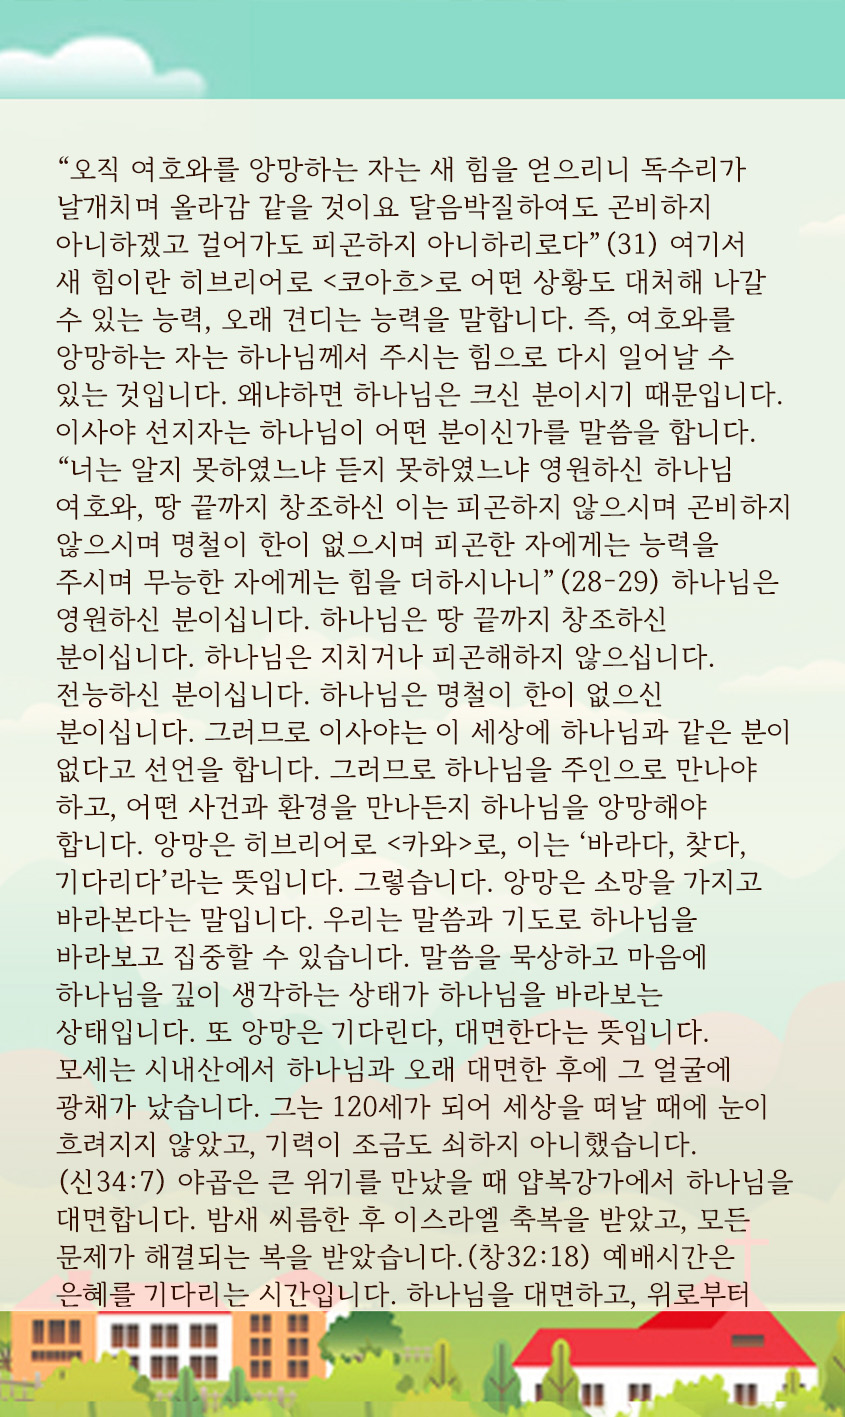 “오직 여호와를 앙망하는 자는 새 힘을 얻으리니 독수리가
날개치며 올라감 같을 것이요 달음박질하여도 곤비하지
아니하겠고 걸어가도 피곤하지 아니하리로다”(31) 여기서
새 힘이란 히브리어로 <코아흐>로 어떤 상황도 대처해 나갈
수 있는 능력, 오래 견디는 능력을 말합니다. 즉, 여호와를
앙망하는 자는 하나님께서 주시는 힘으로 다시 일어날 수
있는 것입니다. 왜냐하면 하나님은 크신 분이시기 때문입니다.
이사야 선지자는 하나님이 어떤 분이신가를 말씀을 합니다.
“너는 알지 못하였느냐 듣지 못하였느냐 영원하신 하나님
여호와, 땅 끝까지 창조하신 이는 피곤하지 않으시며 곤비하지
않으시며 명철이 한이 없으시며 피곤한 자에게는 능력을
주시며 무능한 자에게는 힘을 더하시나니”(28-29) 하나님은
영원하신 분이십니다. 하나님은 땅 끝까지 창조하신
분이십니다. 하나님은 지치거나 피곤해하지 않으십니다.
전능하신 분이십니다. 하나님은 명철이 한이 없으신
분이십니다. 그러므로 이사야는 이 세상에 하나님과 같은 분이
없다고 선언을 합니다. 그러므로 하나님을 주인으로 만나야
하고, 어떤 사건과 환경을 만나든지 하나님을 앙망해야
합니다. 앙망은 히브리어로 <카와>로, 이는 ‘바라다, 찾다,
기다리다’라는 뜻입니다. 그렇습니다. 앙망은 소망을 가지고
바라본다는 말입니다. 우리는 말씀과 기도로 하나님을
바라보고 집중할 수 있습니다. 말씀을 묵상하고 마음에
하나님을 깊이 생각하는 상태가 하나님을 바라보는
상태입니다. 또 앙망은 기다린다, 대면한다는 뜻입니다.
모세는 시내산에서 하나님과 오래 대면한 후에 그 얼굴에
광채가 났습니다. 그는 120세가 되어 세상을 떠날 때에 눈이
흐려지지 않았고, 기력이 조금도 쇠하지 아니했습니다.
(신34:7) 야곱은 큰 위기를 만났을 때 얍복강가에서 하나님을
대면합니다. 밤새 씨름한 후 이스라엘 축복을 받았고, 모든
문제가 해결되는 복을 받았습니다.(창32:18) 예배시간은
은혜를 기다리는 시간입니다. 하나님을 대면하고, 위로부터